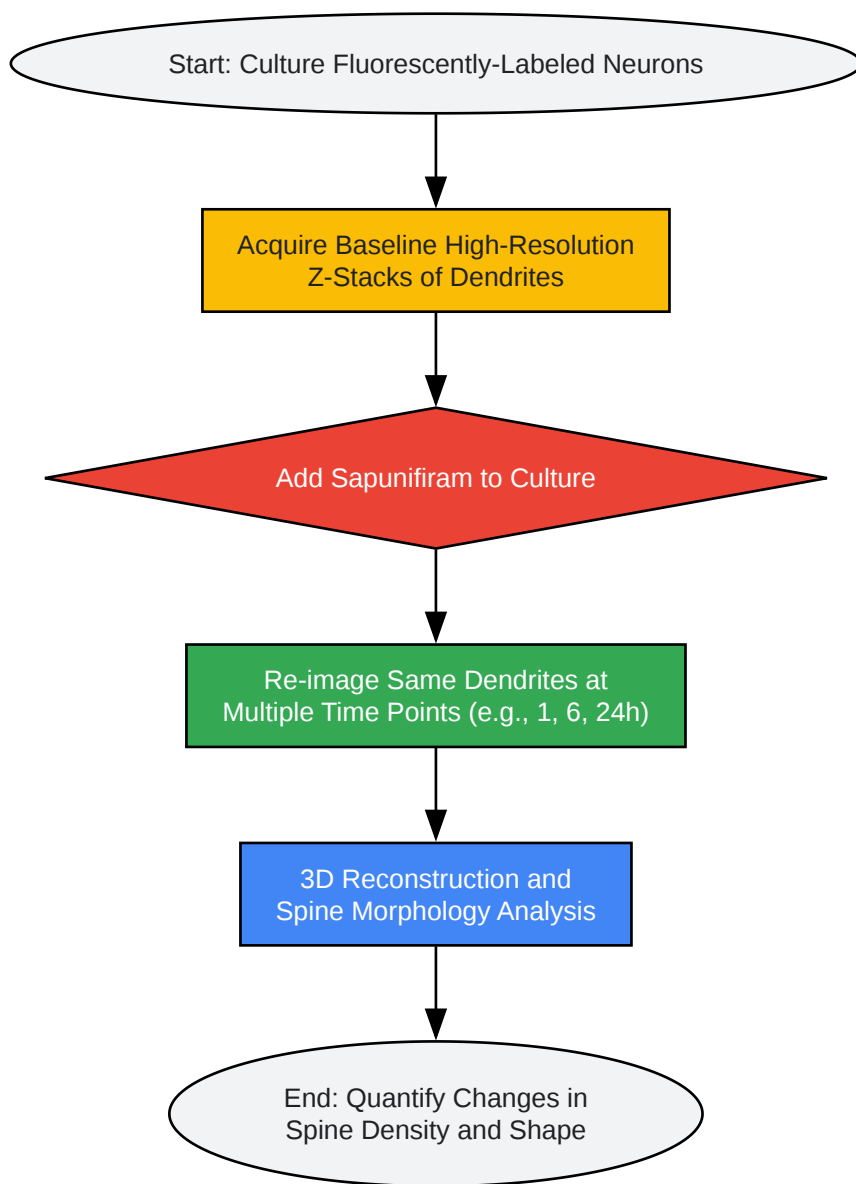 Start: Culture Fluorescently-Labeled Neurons
Acquire Baseline High-Resolution
Z-Stacks of Dendrites
Add Sapunifiram to Culture
Re-image Same Dendrites at
Multiple Time Points (e.g., 1, 6, 24h)
3D Reconstruction and
Spine Morphology Analysis
End: Quantify Changes in
Spine Density and Shape